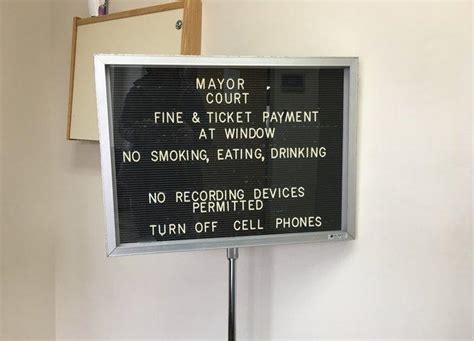 MAYOR
COURT
FINE & TICKET PAYMENT
AT WINDOW
NO SMOKING, EATING, DRINKING
NO RECORDING DEVICES
PERMITTED
TURN OFF CELL PHONES